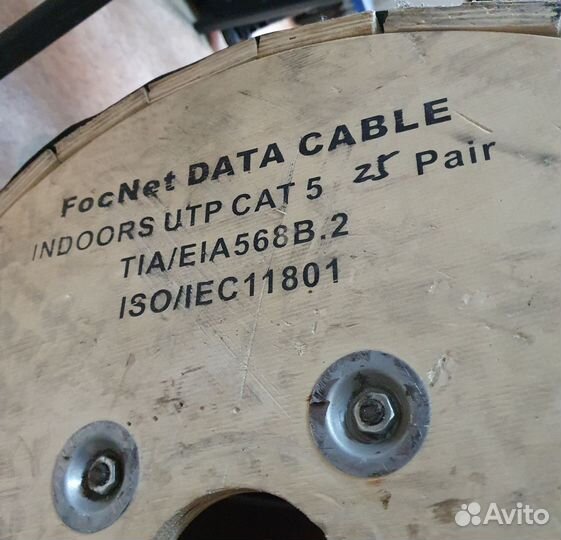 FocNet DATA CABLE
INDOORS UTP CAT 5 25 Pair
TIA/EIA568B.2
ISO/IEC11801
Avito